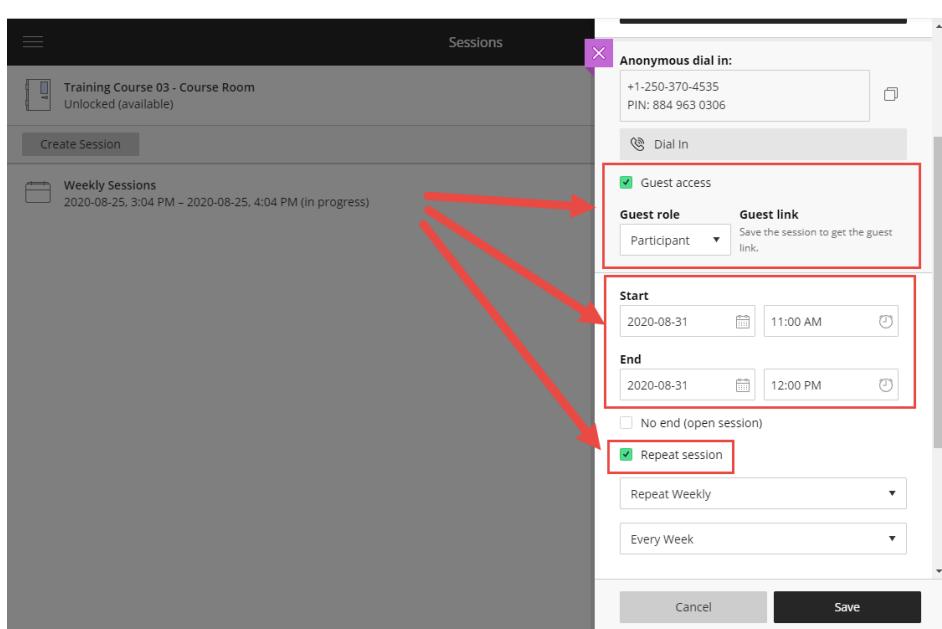 Sessions
Training Course 03 - Course Room
Unlocked (available)
Create Session
Weekly Sessions
2020-08-25, 3:04 PM – 2020-08-25, 4:04 PM (in progress)
Anonymous dial in:
+1-250-370-4535
PIN: 884 963 0306
Dial In
Guest access
Guest role
Guest link
Participant
Save the session to get the guest
link.
Start
2020-08-31
11:00 AM
End
2020-08-31
12:00 PM
No end (open session)
Repeat session
Repeat Weekly
Every Week
Cancel
Save